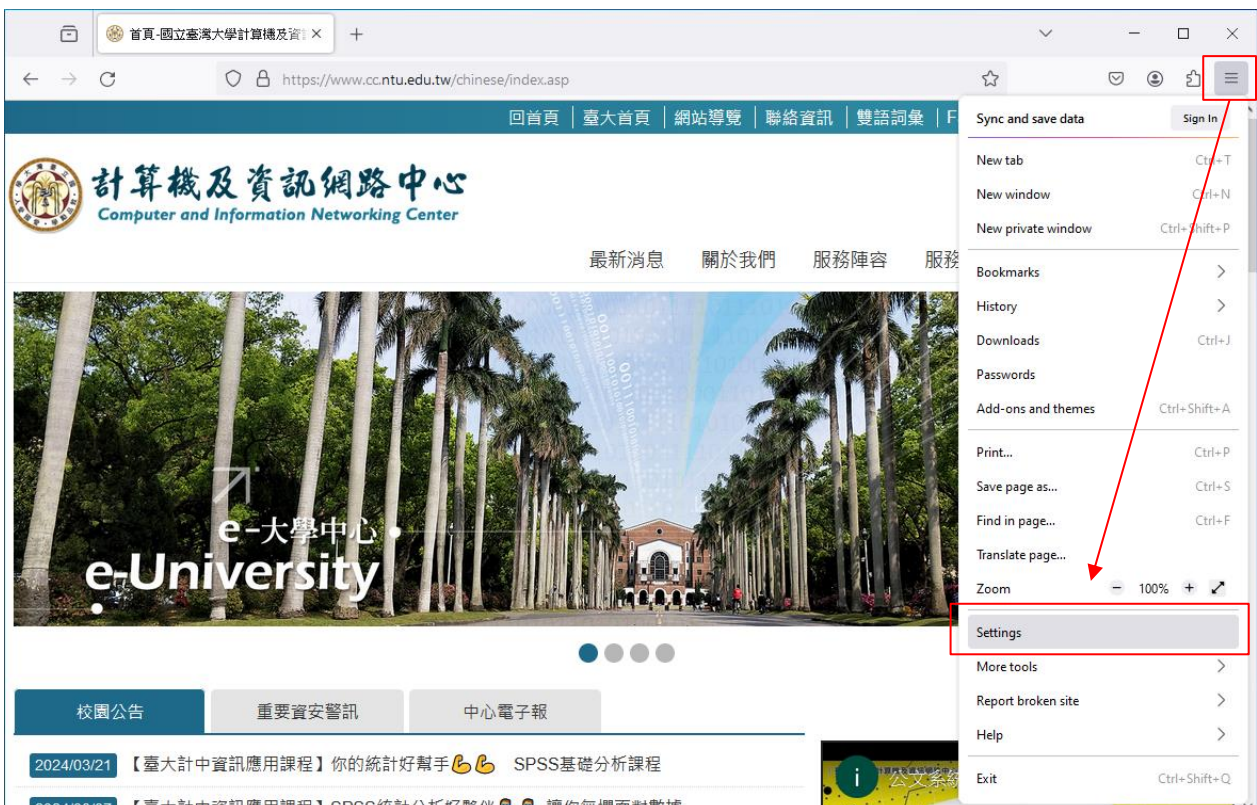 首頁-國立臺灣大學計算機及資
https://www.cc.ntu.edu.tw/chinese/index.asp
回首頁 | 臺大首頁 | 網站導覽 | 聯絡資訊 | 雙語詞彙 | F
計算機及資訊網路中心
Computer and Information Networking Center
最新消息 關於我們 服務陣容 服務
e-大學中心
e-University
校園公告 重要資安警訊 中心電子報
2024/03/21 【臺大計中資訊應用課程】你的統計好幫手💪💪 SPSS基礎分析課程
Sync and save data Sign In
New tab Ctrl+T
New window Ctrl+N
New private window Ctrl+Shift+P
Bookmarks
History
Downloads Ctrl+J
Passwords
Add-ons and themes Ctrl+Shift+A
Print... Ctrl+P
Save page as... Ctrl+S
Find in page... Ctrl+F
Translate page...
Zoom − 100% +
Settings
More tools
Report broken site
Help
Exit Ctrl+Shift+Q